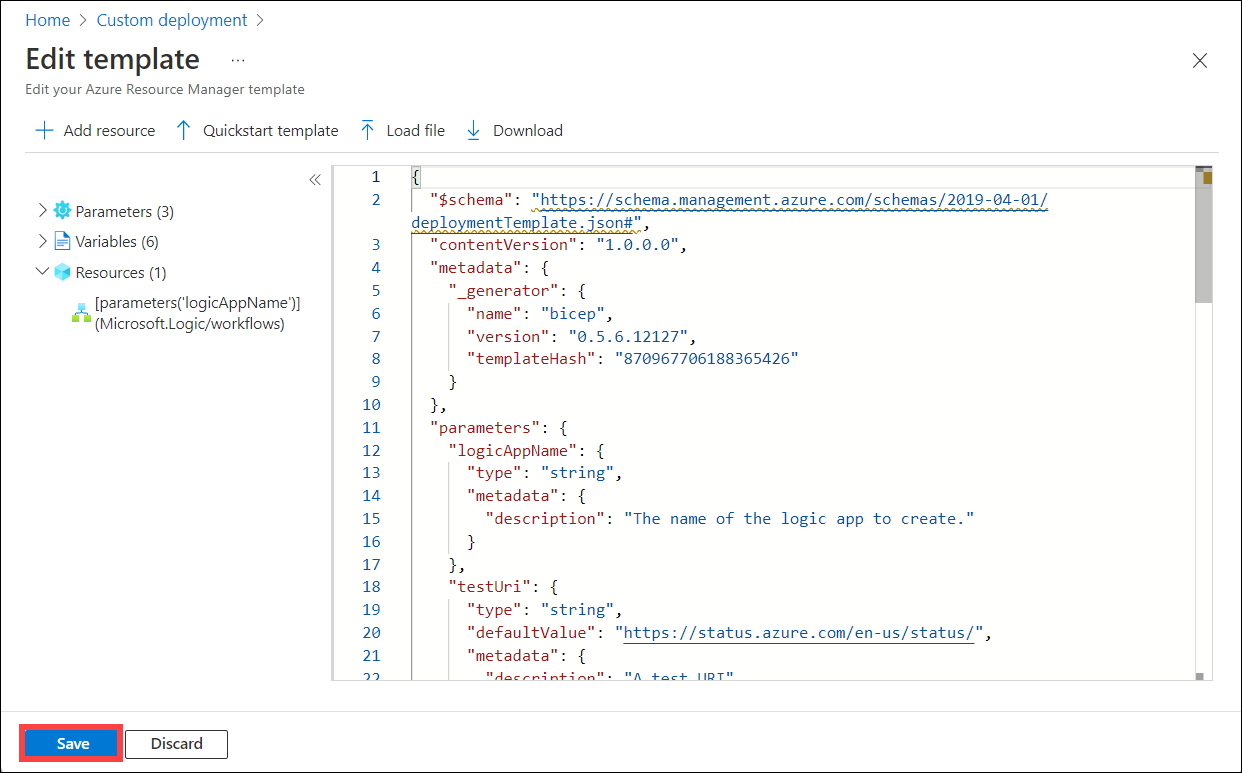 Home > Custom deployment >
Edit template ...
Edit your Azure Resource Manager template
Add resource Quickstart template Load file Download
«
Parameters (3)
Variables (6)
Resources (1)
[parameters('logicAppName')]
(Microsoft.Logic/workflows)
1 {
2 "$schema": "https://schema.management.azure.com/schemas/2019-04-01/
deploymentTemplate.json#",
3 "contentVersion": "1.0.0.0",
4 "metadata": {
5 "_generator": {
6 "name": "bicep",
7 "version": "0.5.6.12127",
8 "templateHash": "870967706188365426"
9 }
10 },
11 "parameters": {
12 "logicAppName": {
13 "type": "string",
14 "metadata": {
15 "description": "The name of the logic app to create."
16 }
17 },
18 "testUri": {
19 "type": "string",
20 "defaultValue": "https://status.azure.com/en-us/status/",
21 "metadata": {
22 "description": "A test URI"
Save Discard